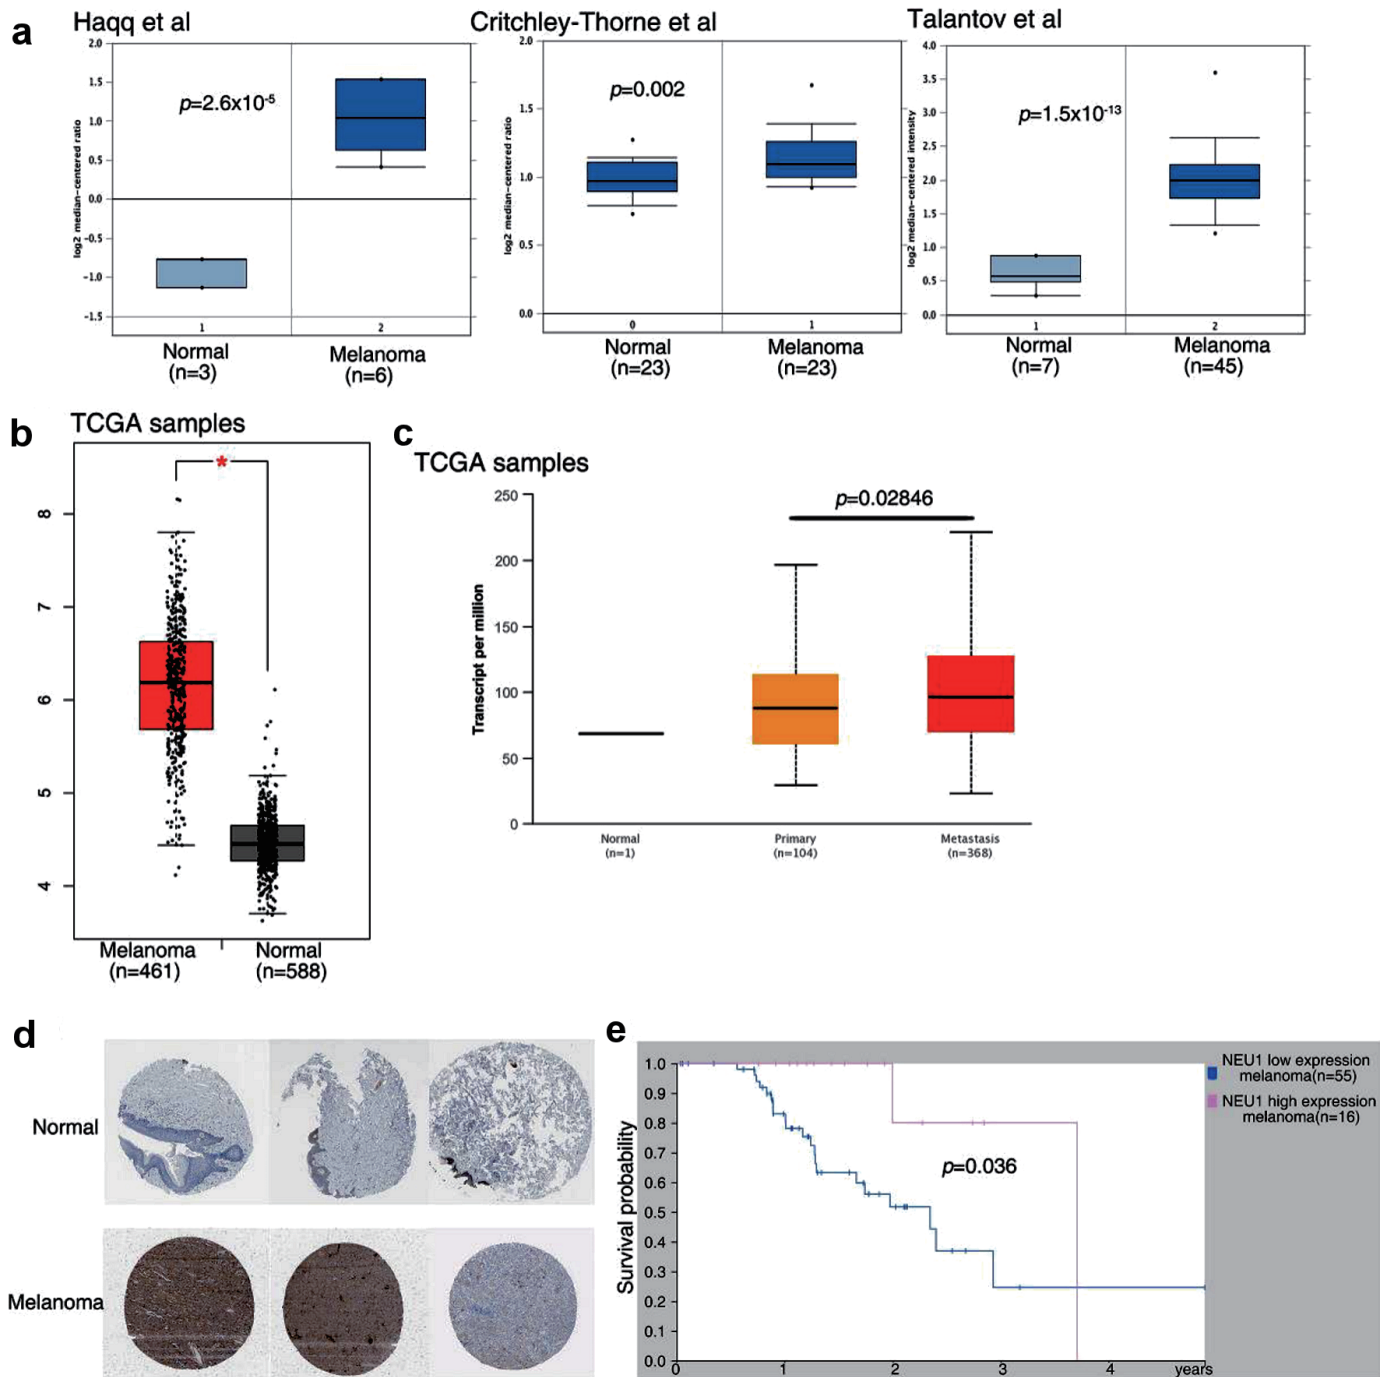 a
Haqq et al
2.0
1.5
1.0
0.5
0.0
−0.5
−1.0
−1.5
log2 median-centered ratio
p=2.6x10-5
1
2
Normal
(n=3)
Melanoma
(n=6)
Critchley-Thorne et al
2.0
1.5
1.0
0.5
0.0
log2 median-centered ratio
p=0.002
0
1
Normal
(n=23)
Melanoma
(n=23)
Talantov et al
4.0
3.5
3.0
2.5
2.0
1.5
1.0
0.5
0.0
log2 median-centered intensity
p=1.5x10-13
1
2
Normal
(n=7)
Melanoma
(n=45)
b
TCGA samples
*
8
7
6
5
4
Melanoma
(n=461)
Normal
(n=588)
c
TCGA samples
p=0.02846
250
200
150
100
50
0
Transcript per million
Normal
(n=1)
Primary
(n=104)
Metastasis
(n=368)
d
Normal
Melanoma
e
1.0
0.9
0.8
0.7
0.6
0.5
0.4
0.3
0.2
0.1
0.0
Survival probability
p=0.036
0
1
2
3
4
years
NEU1 low expression
melanoma(n=55)
NEU1 high expression
melanoma(n=16)